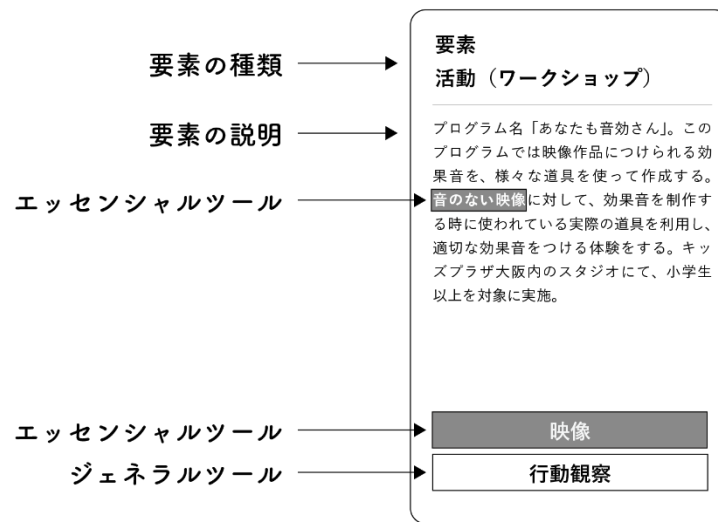 要素の種類
要素の説明
エッセンシャルツール
エッセンシャルツール
ジェネラルツール
要素
活動（ワークショップ）
プログラム名「あなたも音効さん」。この
プログラムでは映像作品につけられる効
果音を、様々な道具を使って作成する。
音のない映像に対して、効果音を制作す
る時に使われている実際の道具を利用し、
適切な効果音をつける体験をする。キッ
ズプラザ大阪内のスタジオにて、小学生
以上を対象に実施。
映像
行動観察